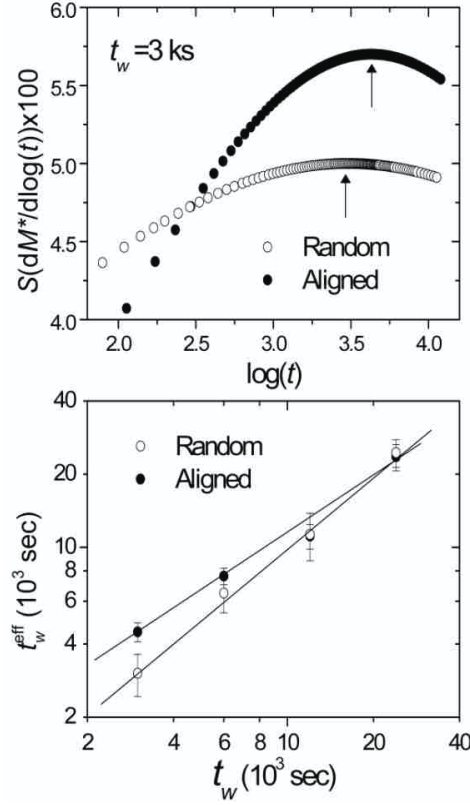 6.0
t_w = 3 ks
5.5
5.0
4.5
4.0
S(dM*/dlog(t))x100
Random
Aligned
2.0 2.5 3.0 3.5 4.0
log(t)
40
20
10
8
6
4
2
t_w^eff (10^3 sec)
Random
Aligned
2 4 6 8 10 20 40
t_w (10^3 sec)